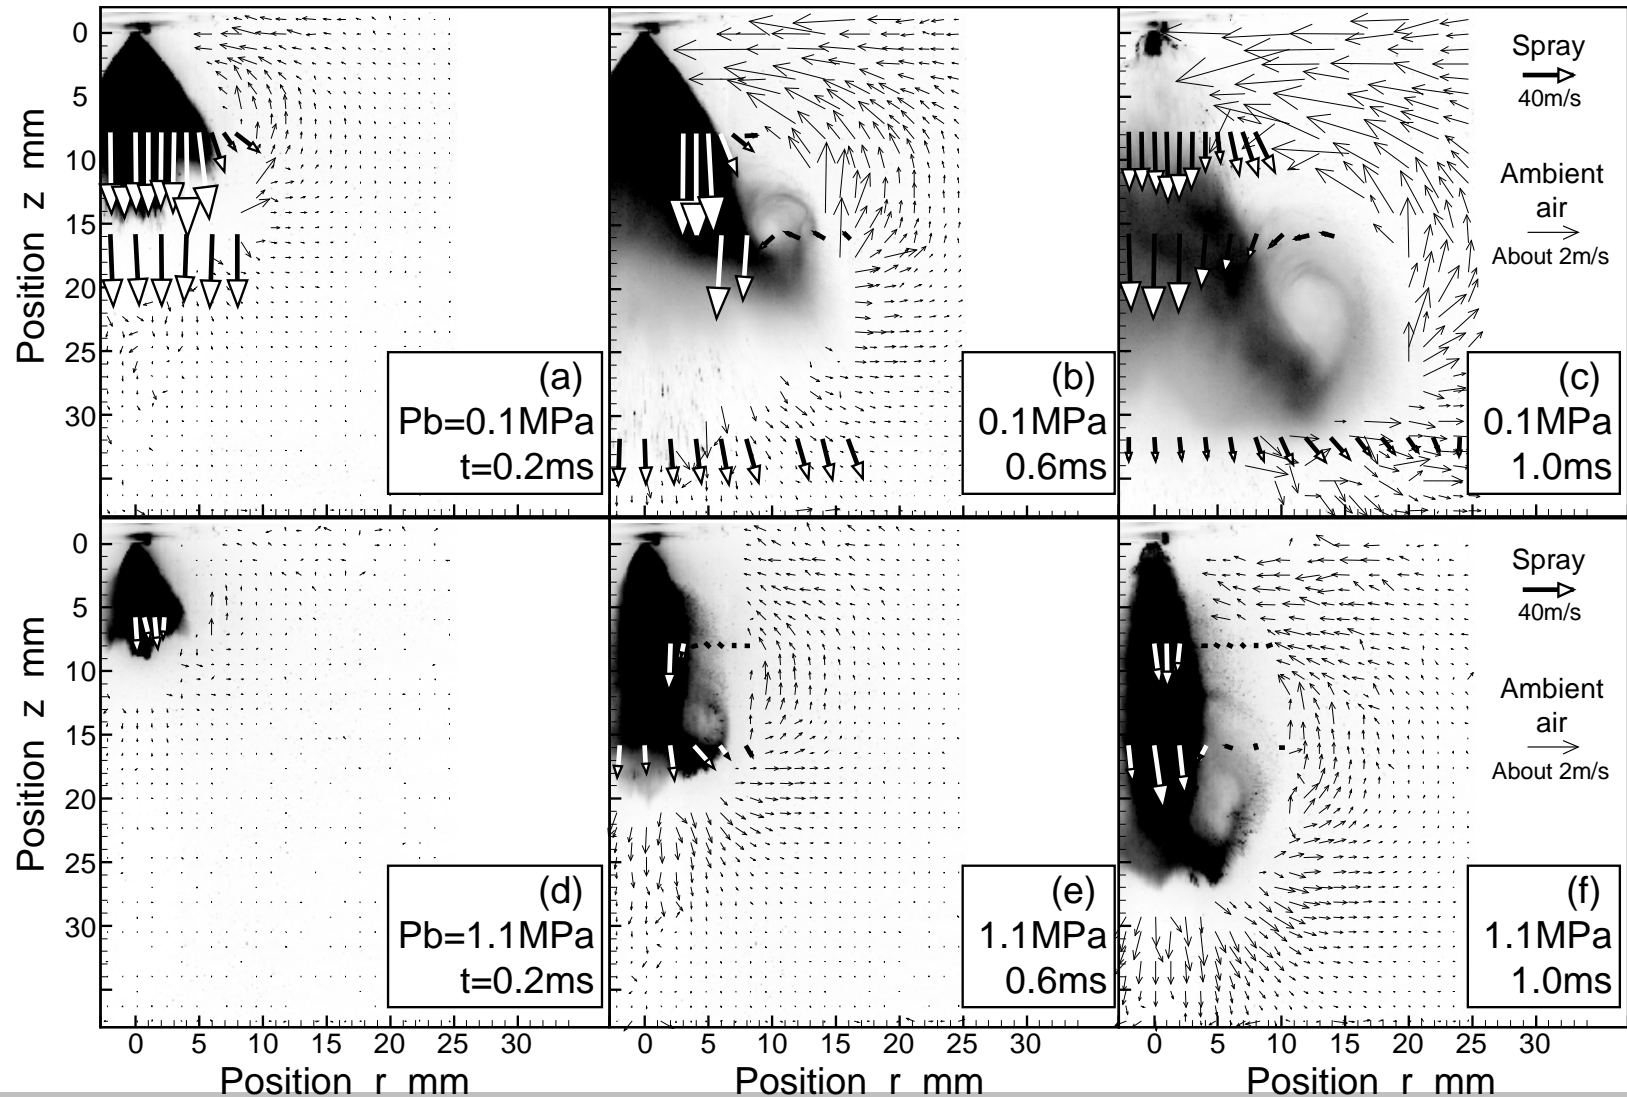 0
5
10
15
20
25
30
Position z mm
(a)
Pb=0.1MPa
t=0.2ms
(b)
0.1MPa
0.6ms
Spray
40m/s
Ambient
air
About 2m/s
(c)
0.1MPa
1.0ms
0
5
10
15
20
25
30
Position z mm
(d)
Pb=1.1MPa
t=0.2ms
(e)
1.1MPa
0.6ms
Spray
40m/s
Ambient
air
About 2m/s
(f)
1.1MPa
1.0ms
0 5 10 15 20 25 30
0 5 10 15 20 25 30
0 5 10 15 20 25 30 35
Position r mm
Position r mm
Position r mm